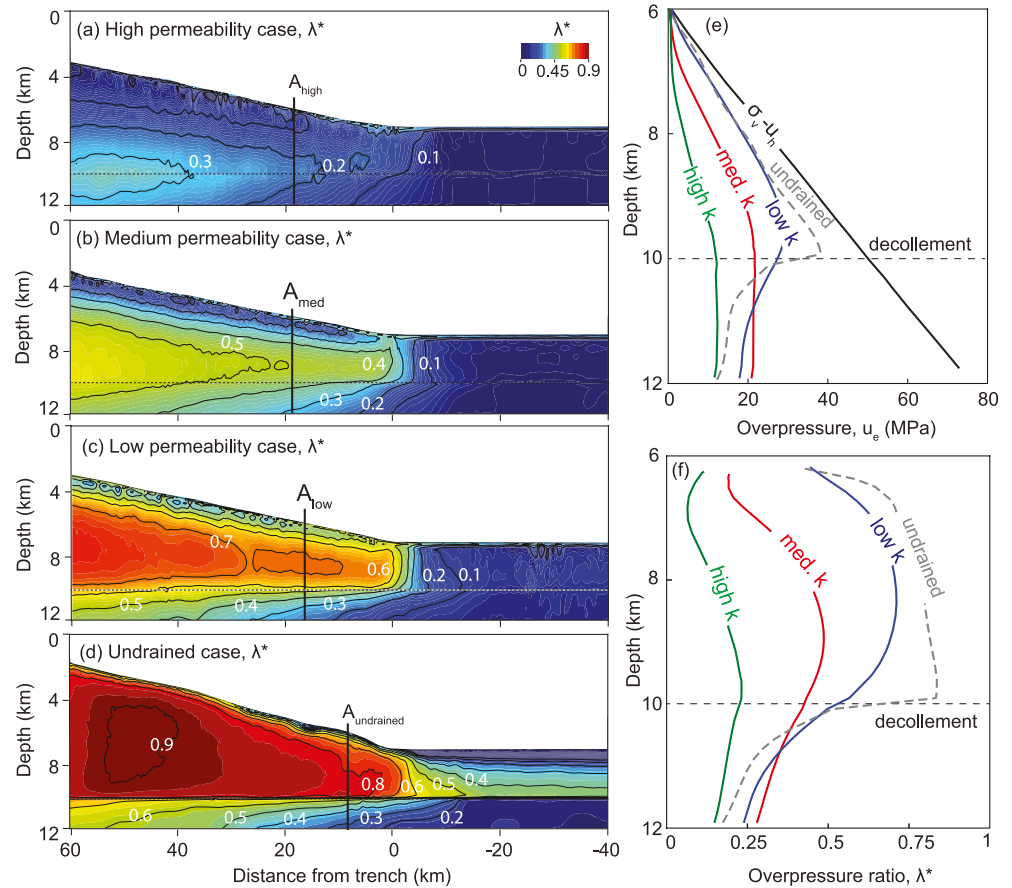 (a) High permeability case, λ*
λ*
0 0.45 0.9
A high
0.3
0.2
0.1
Depth (km)
0
4
8
12
(b) Medium permeability case, λ*
A med
0.5
0.4
0.1
0.3
0.2
Depth (km)
0
4
8
12
(c) Low permeability case, λ*
A low
0.7
0.6
0.2
0.1
0.5
0.4
0.3
Depth (km)
0
4
8
12
(d) Undrained case, λ*
A undrained
0.9
0.8
0.6
0.5
0.4
0.6
0.5
0.4
0.3
0.2
Depth (km)
0
4
8
12
60 40 20 0 -20 -40
Distance from trench (km)
(e)
σv-uh
undrained
low k
med. k
high k
decollement
Depth (km)
6
8
10
12
0 20 40 60 80
Overpressure, ue (MPa)
(f)
high k
med. k
low k
undrained
decollement
Depth (km)
6
8
10
12
0 0.25 0.5 0.75 1
Overpressure ratio, λ*